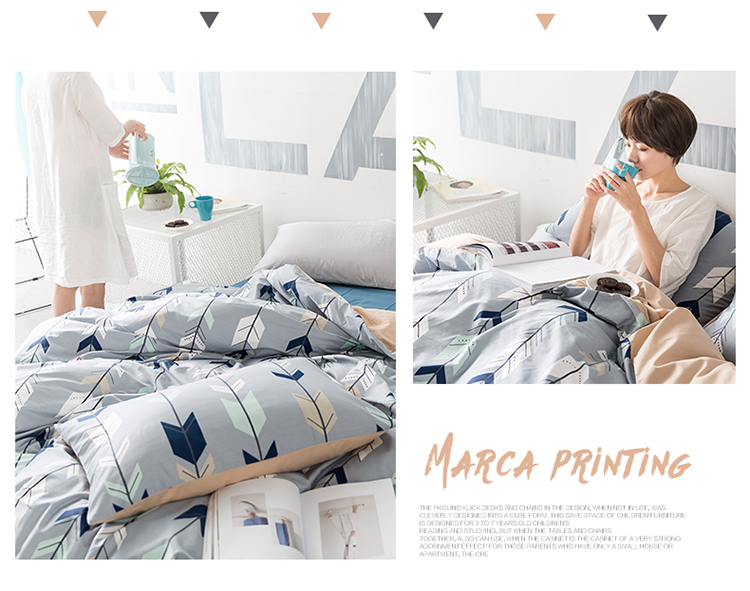 MARCA PRINTING
THE PKOLINO KLICK DESKS AND CHAIRS IN THE DESIGN, WHEN NOT IN USE, WAS
CLEVERLY DESIGNED INTO A CUBE FORM. THIS SAVE SPACE OF CHILDREN FURNITURE
IS DESIGNED FOR 3 TO 7 YEARS OLD CHILDREN'S
READING AND STUDYING, BUT WHEN THE TABLES AND CHAIRS
TOGETHER, ALSO CAN USE, WHEN THE CABINET IS THE CABINET OF A VERY STRONG
ADORNMENT EFFECT! FOR THOSE PARENTS WHO HAVE ONLY A SMALL HOUSE OR
APARTMENT, THE CRE